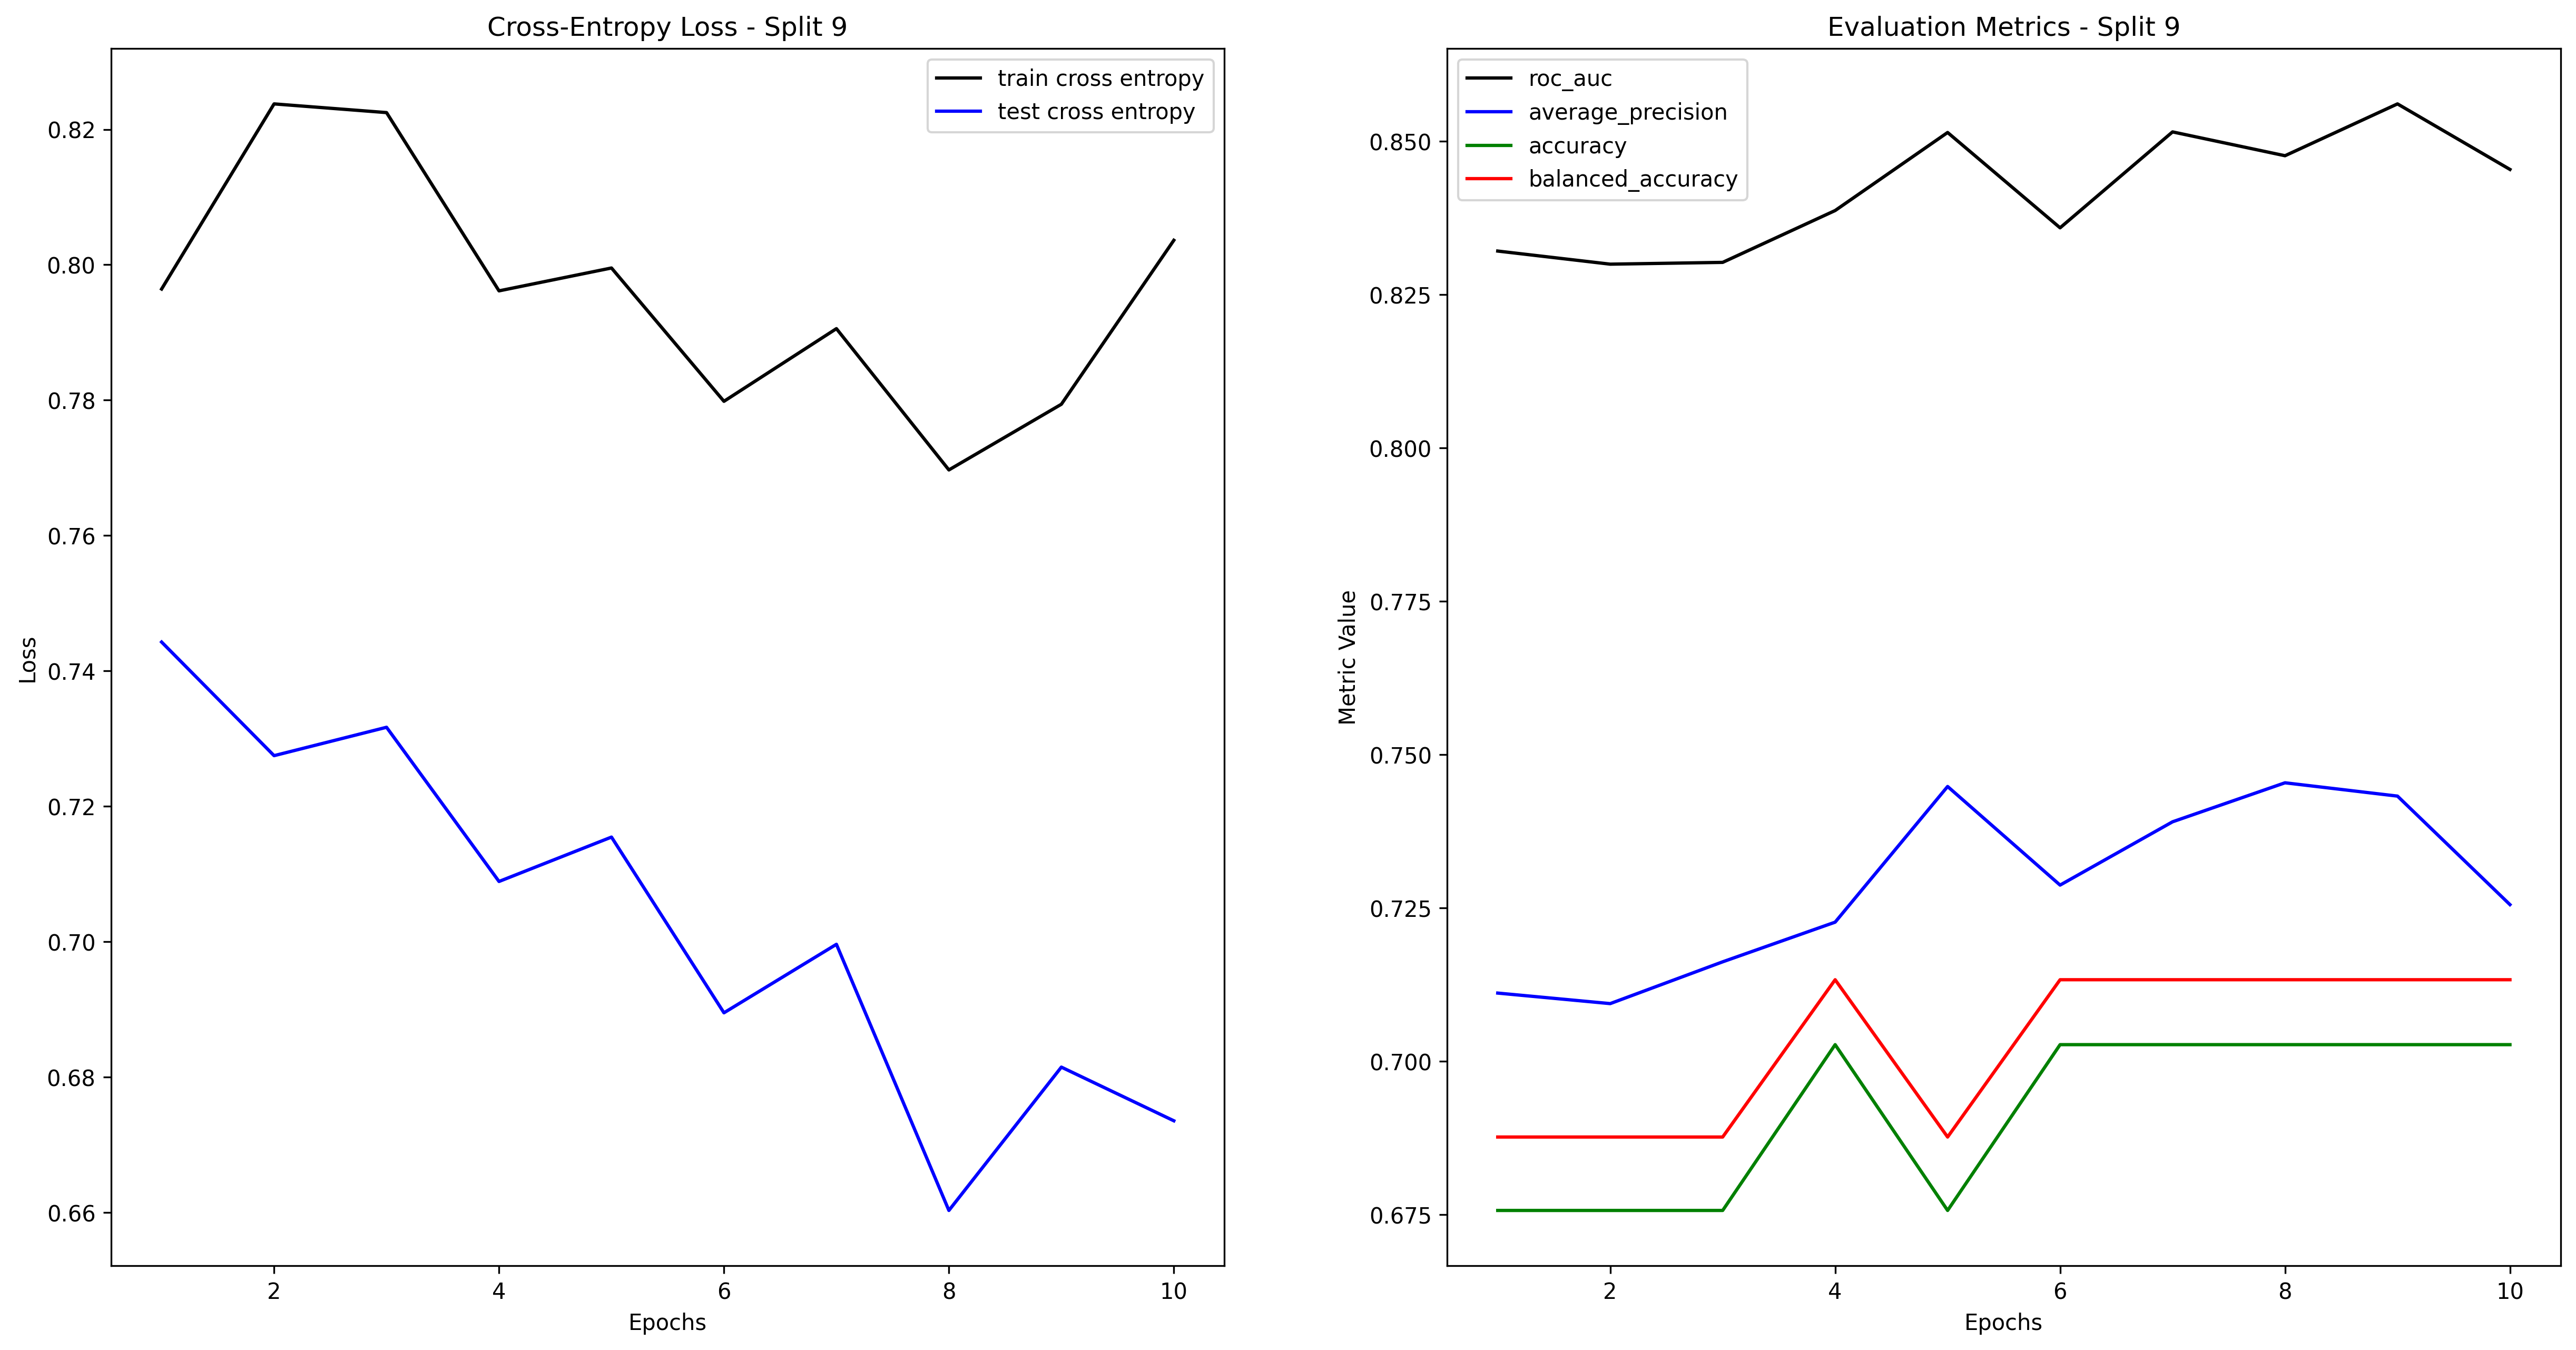 Cross-Entropy Loss - Split 9
train cross entropy
test cross entropy
0.82
0.80
0.78
0.76
0.74
0.72
0.70
0.68
0.66
Loss
2 4 6 8 10
Epochs
Evaluation Metrics - Split 9
roc_auc
average_precision
accuracy
balanced_accuracy
0.850
0.825
0.800
0.775
0.750
0.725
0.700
0.675
Metric Value
2 4 6 8 10
Epochs